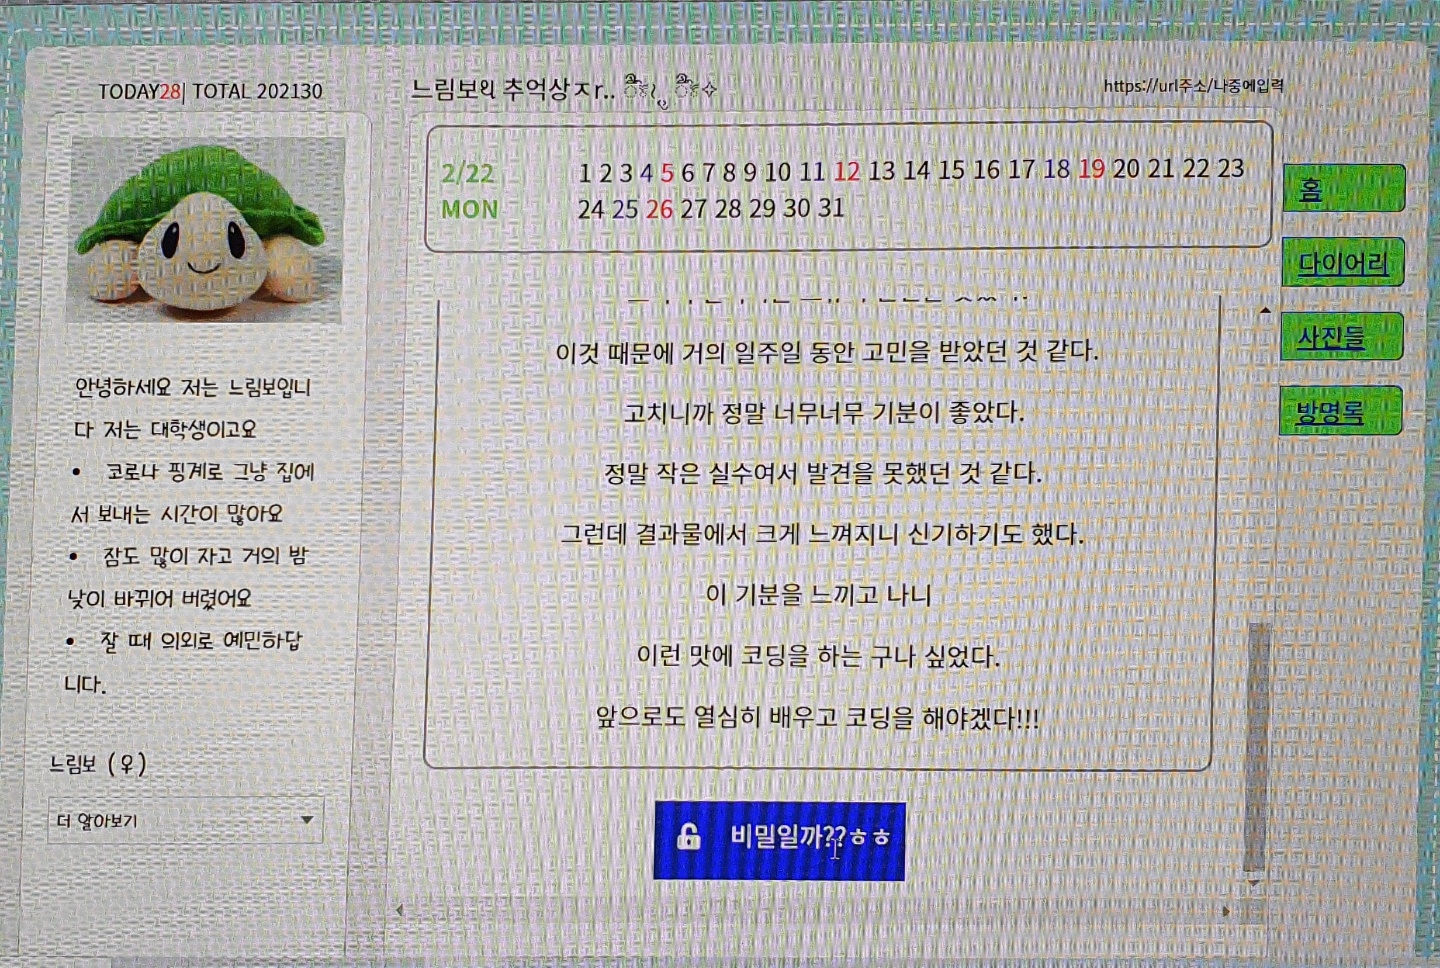 TODAY28| TOTAL 202130
느림보의 추억상ㅈr..
https://url주소/나중에입력
2/22
MON
1 2 3 4 5 6 7 8 9 10 11 12 13 14 15 16 17 18 19 20 21 22 23
24 25 26 27 28 29 30 31
홈
다이어리
사진들
방명록
안녕하세요 저는 느림보입니
다 저는 대학생이고요
• 코로나 핑계로 그냥 집에
서 보내는 시간이 많아요
• 잠도 많이 자고 거의 밤
낮이 바뀌어 버렸어요
• 잘 때 의외로 예민하답
니다.
느림보 (♀)
더 알아보기
이것 때문에 거의 일주일 동안 고민을 받았던 것 같다.
고치니까 정말 너무너무 기분이 좋았다.
정말 작은 실수여서 발견을 못했던 것 같다.
그런데 결과물에서 크게 느껴지니 신기하기도 했다.
이 기분을 느끼고 나니
이런 맛에 코딩을 하는 구나 싶었다.
앞으로도 열심히 배우고 코딩을 해야겠다!!!
비밀일까??ㅎㅎ